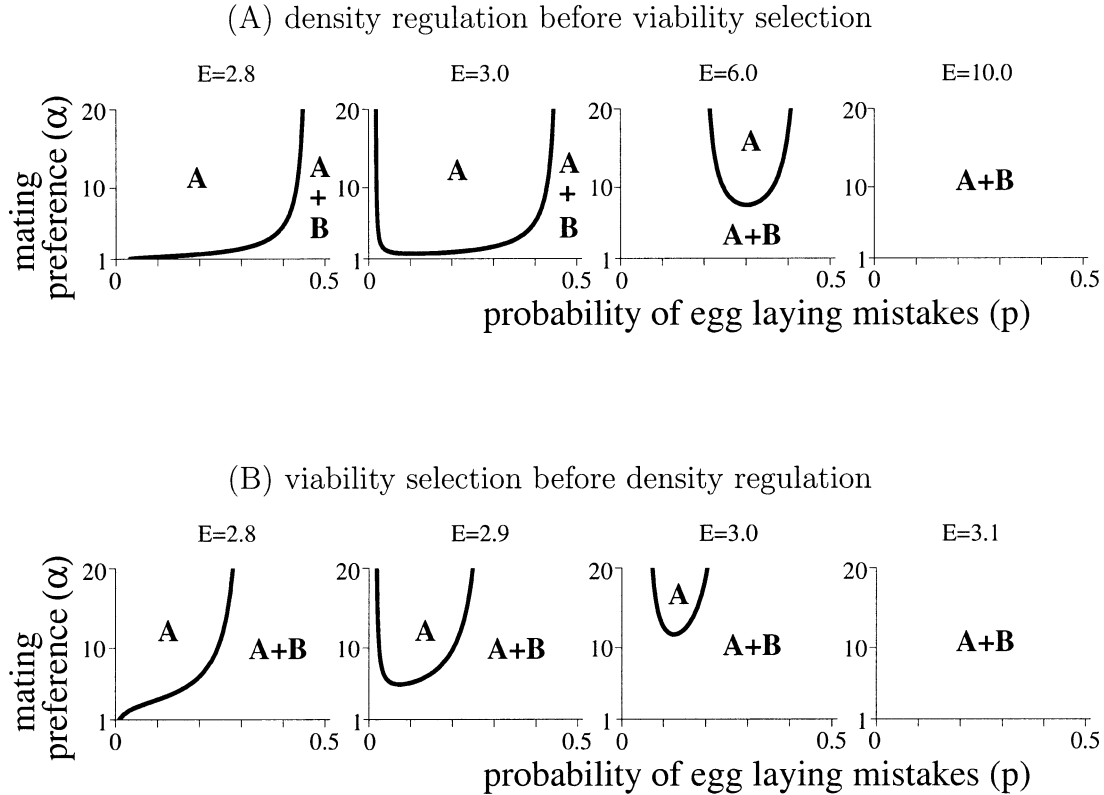 (A) density regulation before viability selection
E=2.8 E=3.0 E=6.0 E=10.0
mating
preference (α)
20
10
1
0 0.5
A
A
+
B
20
10
1
0 0.5
A
A
+
B
20
10
1
0 0.5
A
A+B
20
10
1
0 0.5
A+B
probability of egg laying mistakes (p)
(B) viability selection before density regulation
E=2.8 E=2.9 E=3.0 E=3.1
mating
preference (α)
20
10
1
0 0.5
A
A+B
20
10
1
0 0.5
A
A+B
20
10
1
0 0.5
A
A+B
20
10
1
0 0.5
A+B
probability of egg laying mistakes (p)